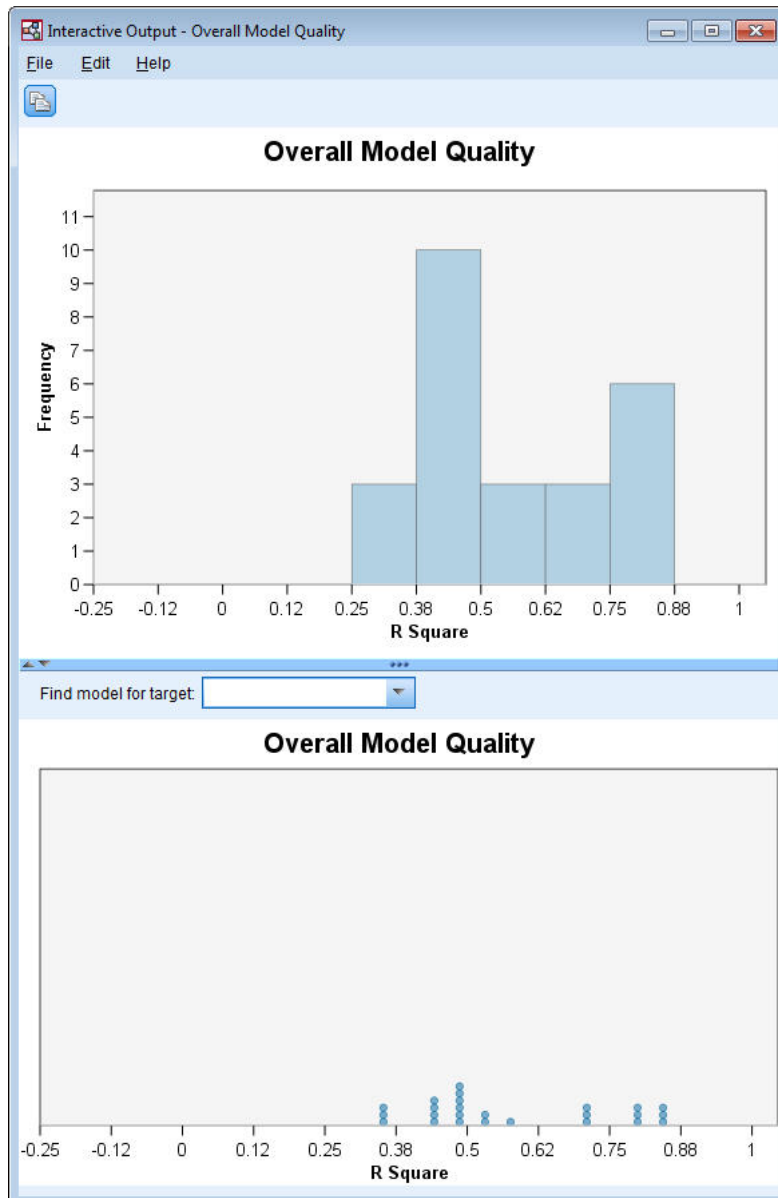 Interactive Output - Overall Model Quality
File Edit Help
Overall Model Quality
11
10
9
8
7
6
5
4
3
2
1
0
Frequency
-0.25 -0.12 0 0.12 0.25 0.38 0.5 0.62 0.75 0.88 1
R Square
Find model for target:
Overall Model Quality
-0.25 -0.12 0 0.12 0.25 0.38 0.5 0.62 0.75 0.88 1
R Square